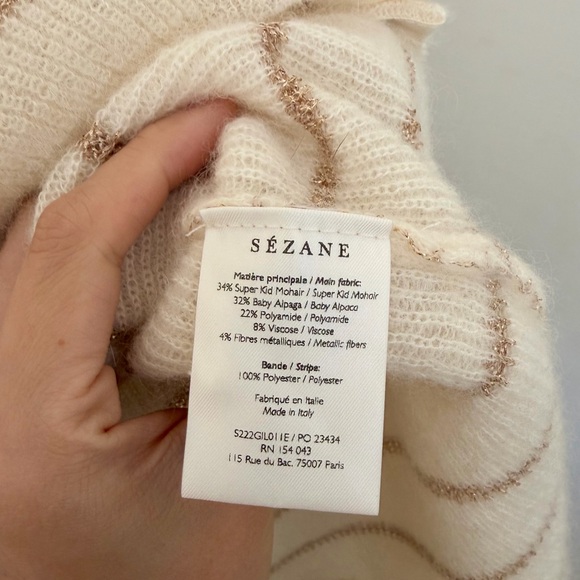 SÉZANE
Matière principale / Main fabric:
34% Super Kid Mohair / Super Kid Mohair
32% Baby Alpaga / Baby Alpaca
22% Polyamide / Polyamide
8% Viscose / Viscose
4% Fibres métalliques / Metallic fibers
Bande / Stripe:
100% Polyester / Polyester
Fabriqué en Italie
Made in Italy
S222GIL011E / PO 23434
RN 154 043
115 Rue du Bac. 75007 Paris